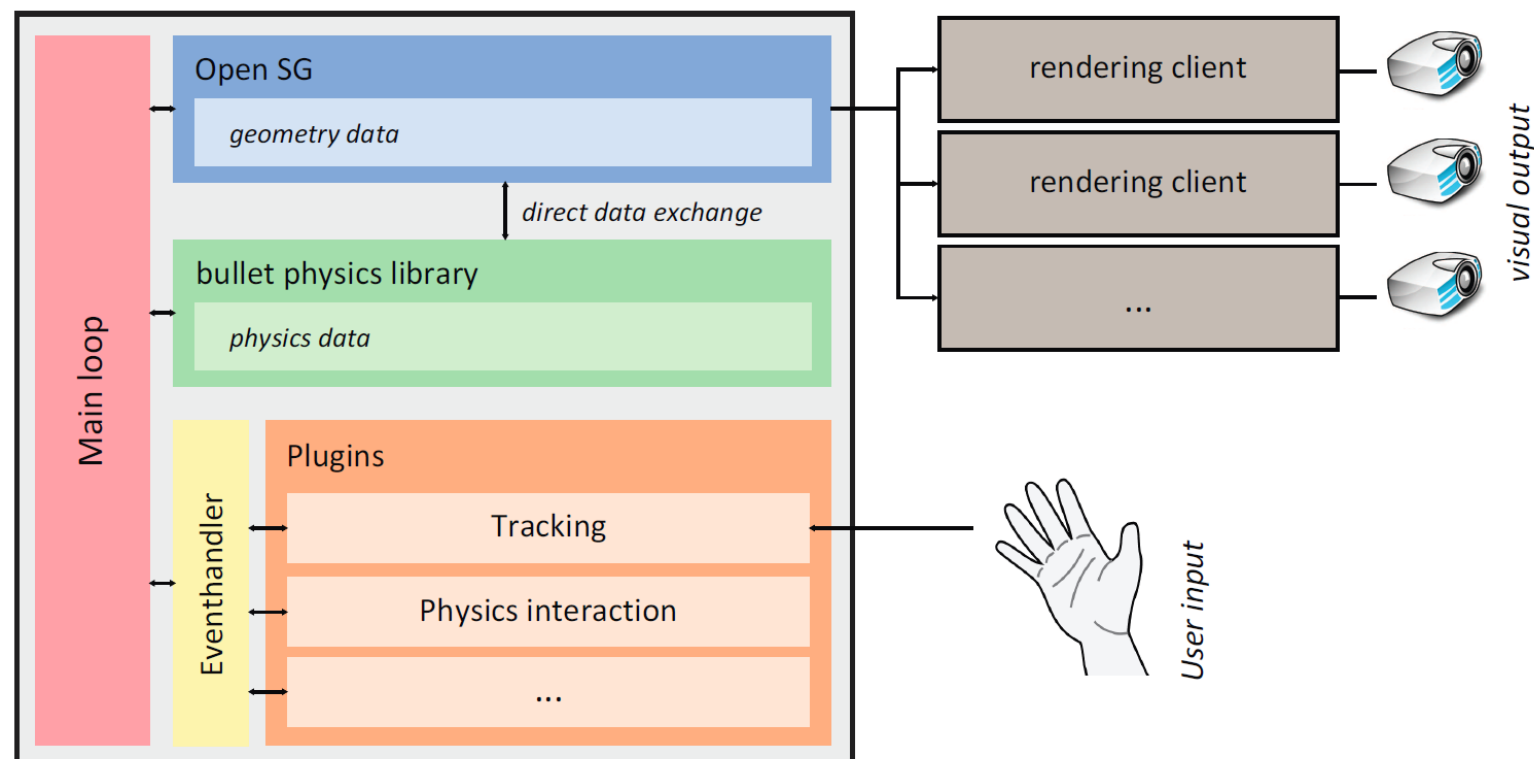 Main loop
Open SG
geometry data
direct data exchange
bullet physics library
physics data
Eventhandler
Plugins
Tracking
Physics interaction
...
rendering client
rendering client
...
visual output
User input